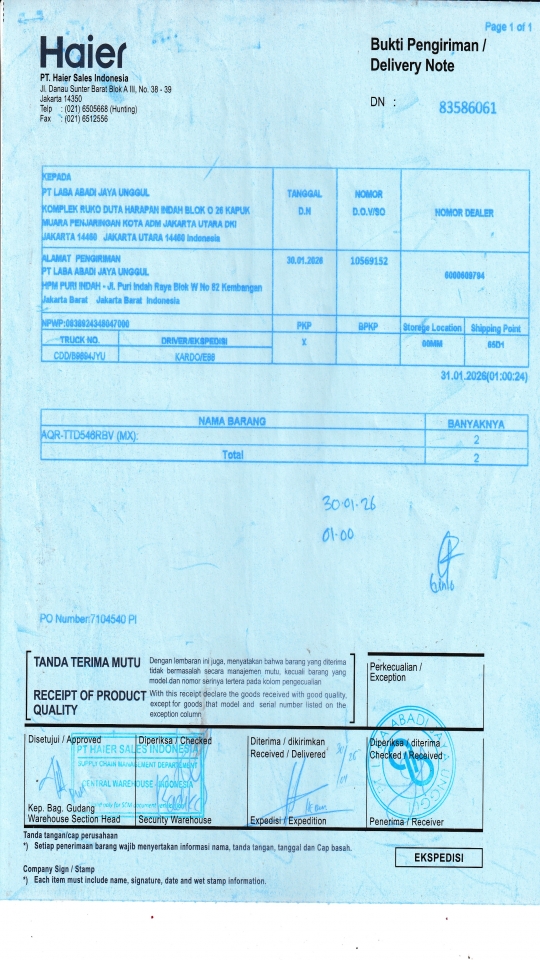 Page 1 of 1
Haier
Bukti Pengiriman /
Delivery Note
PT. Haier Sales Indonesia
Jl. Danau Sunter Barat Blok A III, No. 38 - 39
Jakarta 14350
Telp : (021) 6505668 (Hunting)
Fax : (021) 6512556
DN : 83586061
KEPADA
PT LABA ABADI JAYA UNGGUL
KOMPLEK RUKO DUTA HARAPAN INDAH BLOK O 26 KAPUK
MUARA PENJARINGAN KOTA ADM JAKARTA UTARA DKI
JAKARTA 14460 JAKARTA UTARA 14460 Indonesia
TANGGAL
D.N
NOMOR
D.O.V/SO
NOMOR DEALER
ALAMAT PENGIRIMAN
PT LABA ABADI JAYA UNGGUL
HPM PURI INDAH - Jl. Puri Indah Raya Blok W No 82 Kembangan
Jakarta Barat Jakarta Barat Indonesia
30.01.2026
10569152
PKP
BPKP
Storage Location
Shipping Point
TRUCK NO.
DRIVER/EKSPEDISI
X
KARDO/E66
31.01.2026(01:00:24)
NAMA BARANG
BANYAKNYA
AQR-TTD546RBV (MX):
2
Total
2
30.01.26
01.00
PO Number:7104540 PI
TANDA TERIMA MUTU
Dengan lembaran ini juga, menyatakan bahwa barang yang diterima
tidak bermasalah secara manajemen mutu, kecuali barang yang
model dan nomor serinya tertera pada kolom pengecualian
RECEIPT OF PRODUCT
QUALITY
With this receipt declare the goods received with good quality,
except for goods that model and serial number listed on the
exception column
Perkecualian /
Exception
Disetujui / Approved
Diperiksa / Checked
Diterima / dikirimkan
Received / Delivered
Diperiksa / diterima
Checked / Received
PT HAIER SALES INDONESIA
SUPPLY CHAIN MANAGEMENT DEPARTEMENT
CENTRAL WAREHOUSE - INDONESIA
Kep. Bag. Gudang
Warehouse Section Head
Security Warehouse
Expedisi / Expedition
Penerima / Receiver
Tanda tangan/cap perusahaan
*) Setiap penerimaan barang wajib menyertakan informasi nama, tanda tangan, tanggal dan Cap basah.
EKSPEDISI
Company Sign / Stamp
*) Each item must include name, signature, date and wet stamp information.